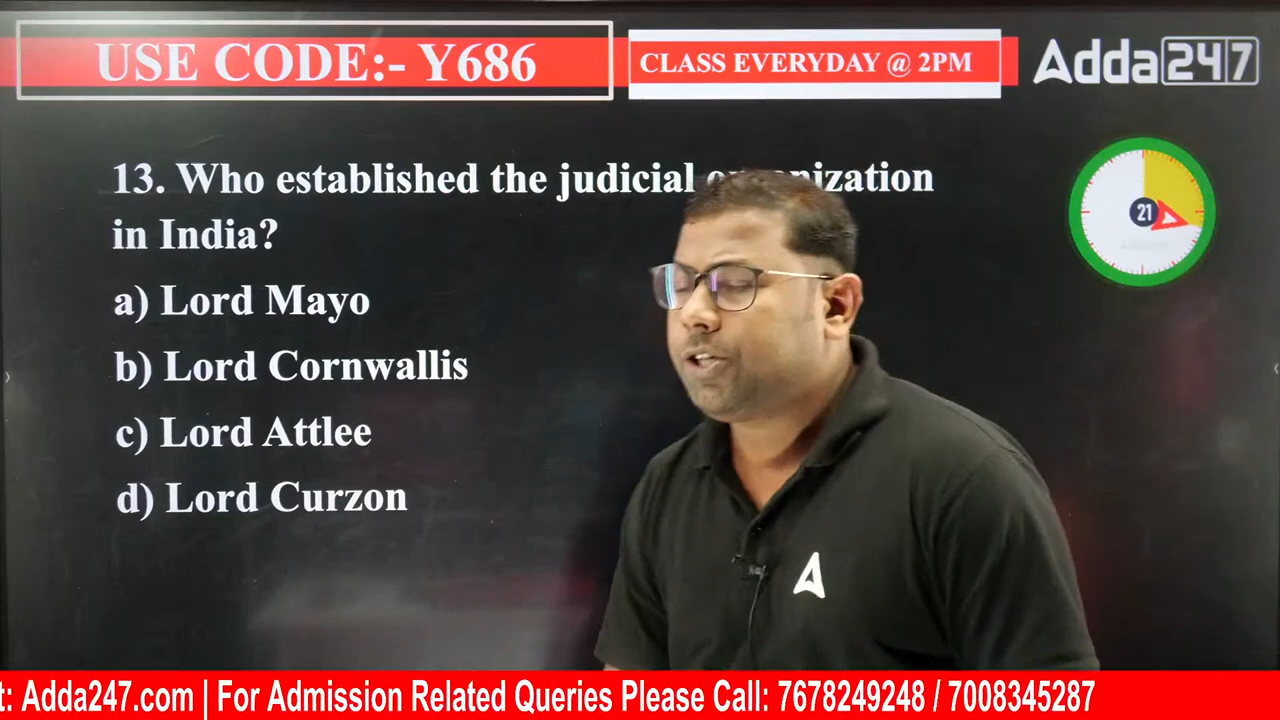 USE CODE:- Y686
CLASS EVERYDAY @ 2PM
Adda247
13. Who established the judicial
in India?
a) Lord Mayo
b) Lord Cornwallis
c) Lord Attlee
d) Lord Curzon
21
t: Adda247.com | For Admission Related Queries Please Call: 7678249248 / 7008345287